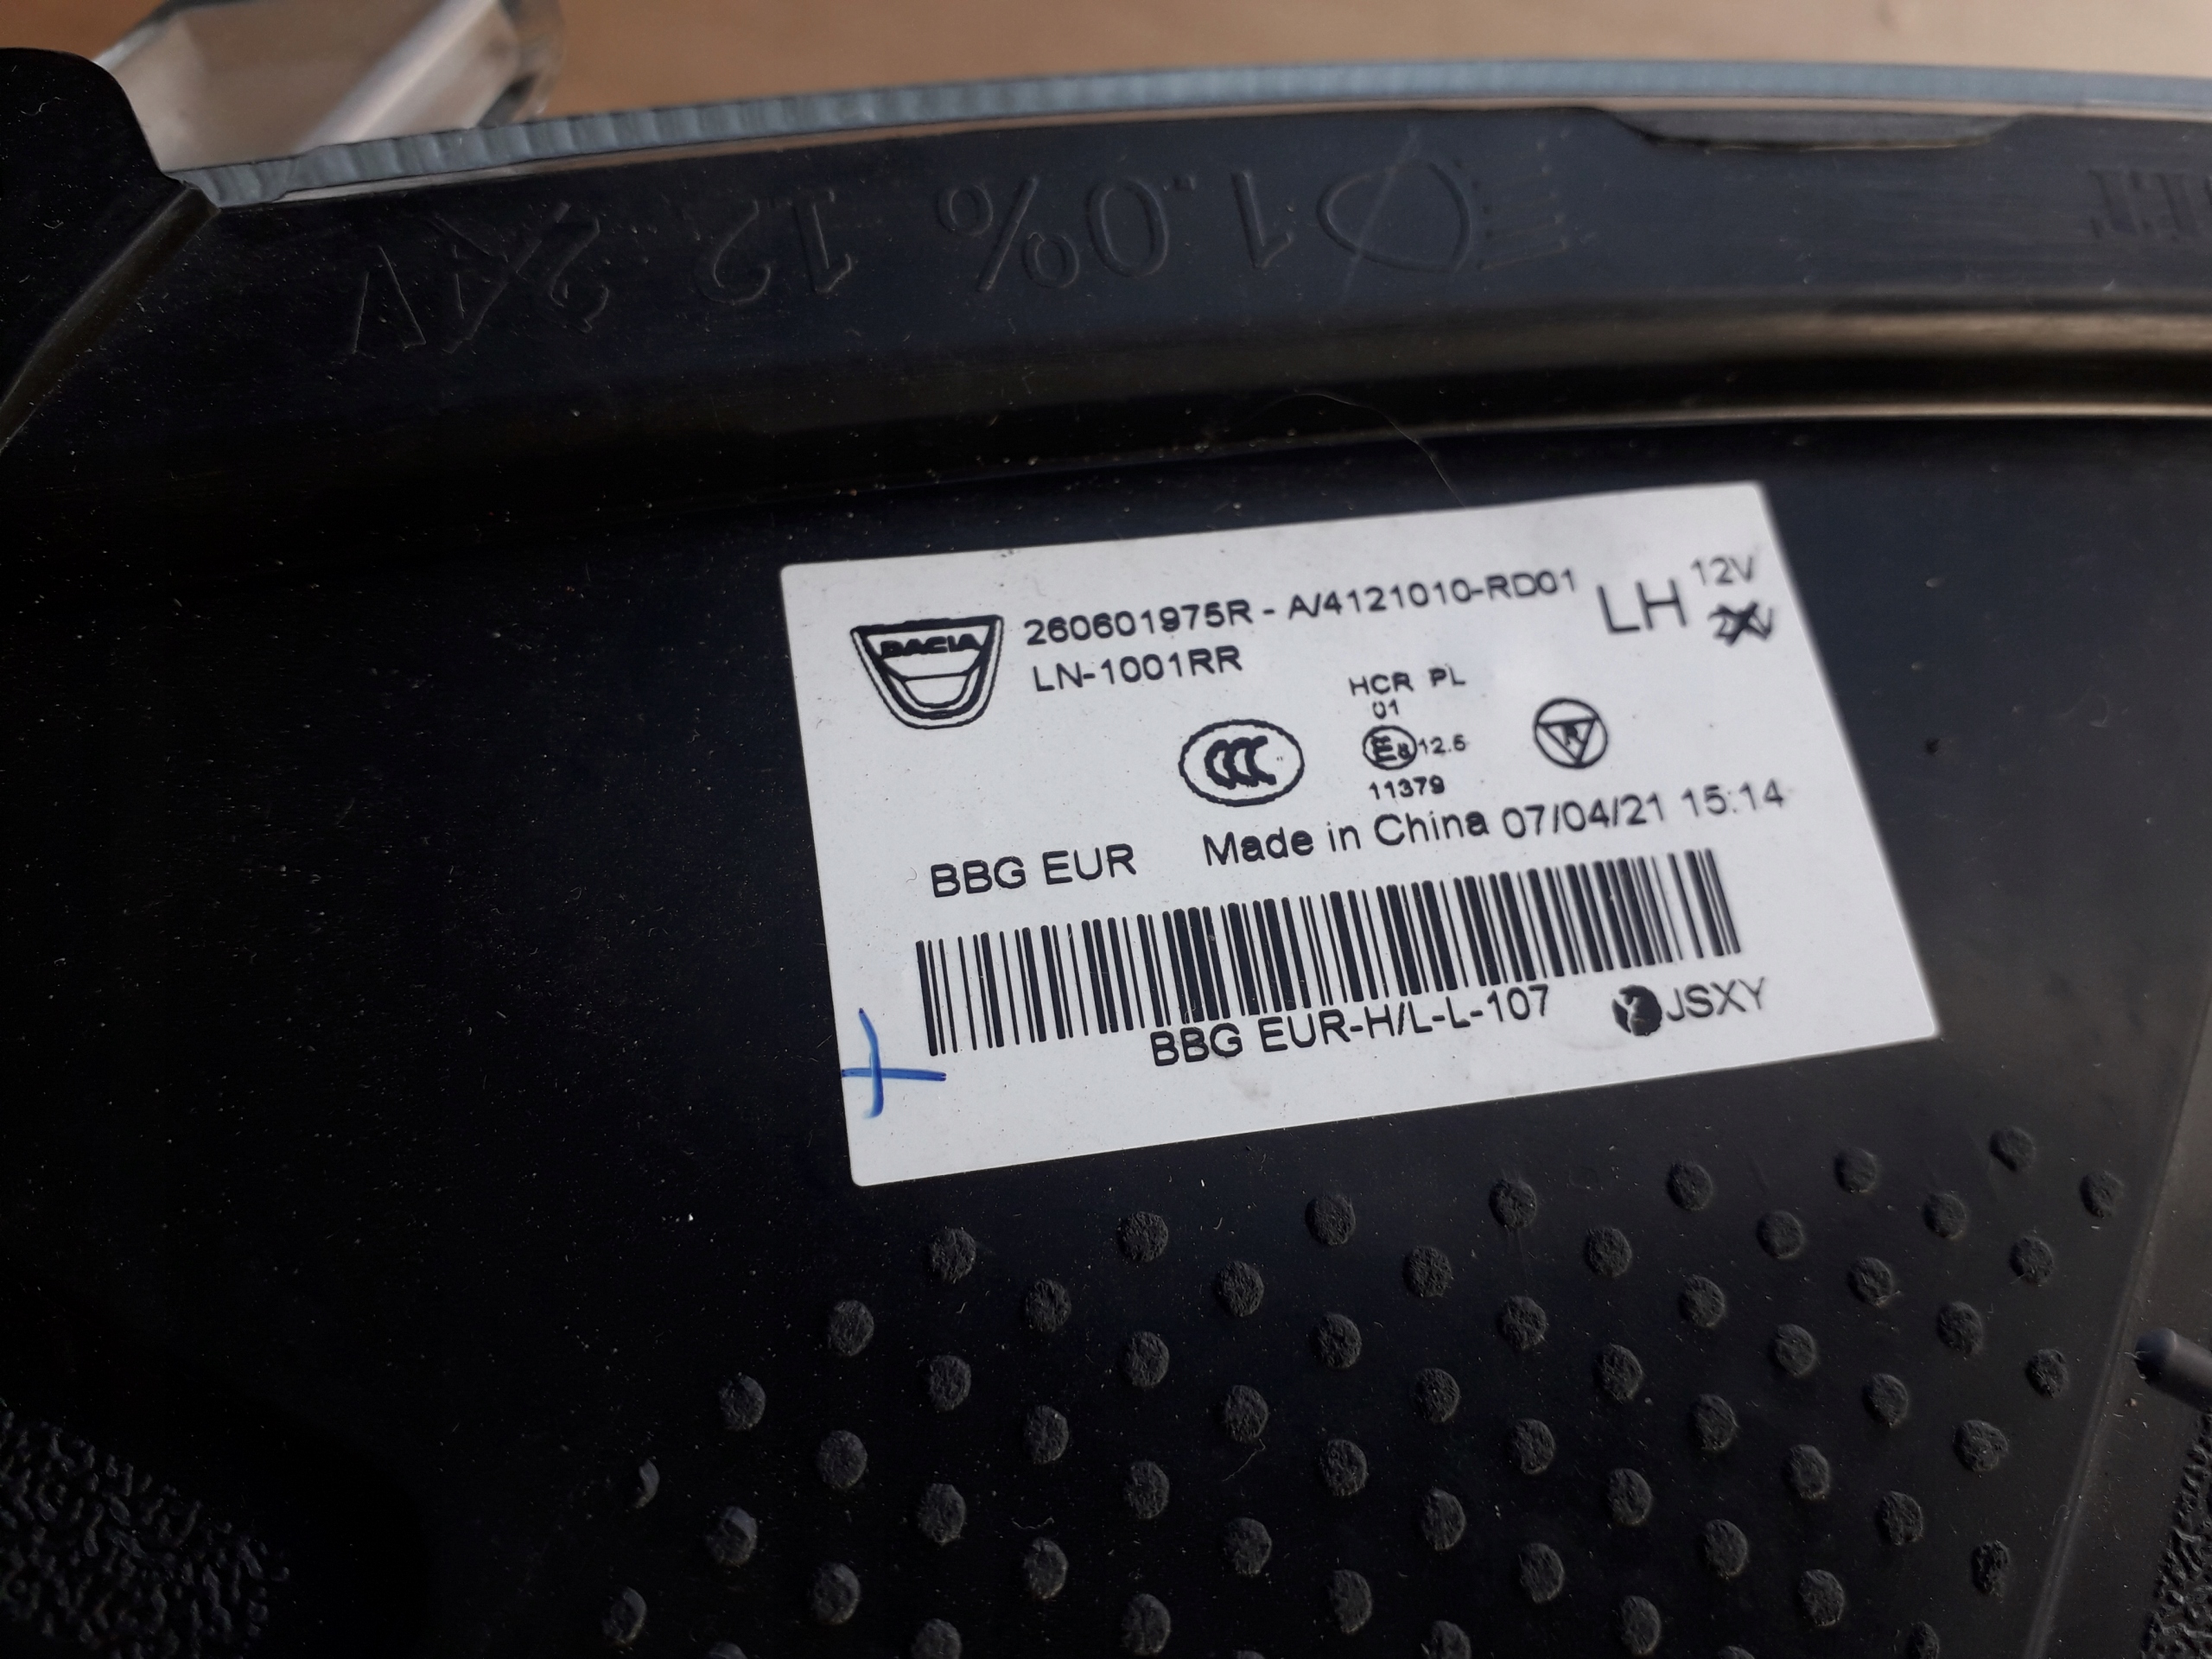 1.0% 12 24V
DACIA
260601975R - A/4121010-RD01
LN-1001RR
LH
12V
24V
HCR PL
01
12.5
11379
CCC
R
BBG EUR
Made in China 07/04/21 15:14
BBG EUR-H/L-L-107
JSXY